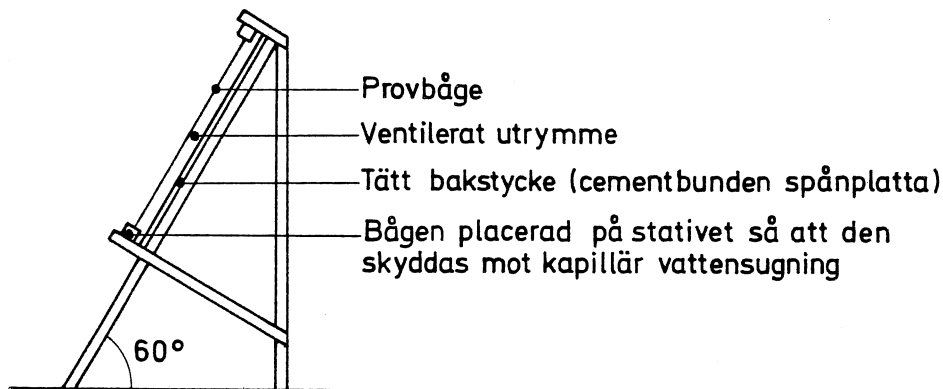 Provbåge
Ventilerat utrymme
Tätt bakstycke (cementbunden spånplatta)
Bågen placerad på stativet så att den
skyddas mot kapillär vattensugning
60°